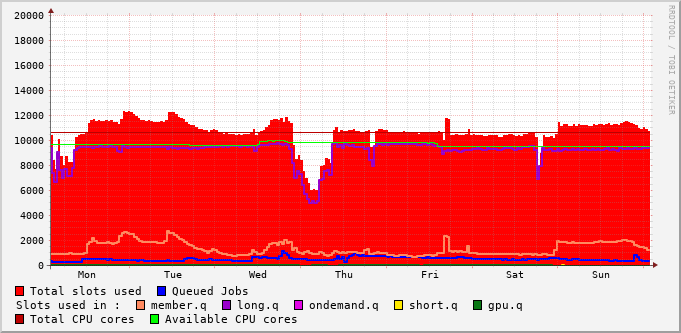 20000
18000
16000
14000
12000
10000
8000
6000
4000
2000
0
Mon Tue Wed Thu Fri Sat Sun
RRDTOOL / TOBI OETIKER
Total slots used Queued Jobs
Slots used in : member.q long.q ondemand.q short.q gpu.q
Total CPU cores Available CPU cores